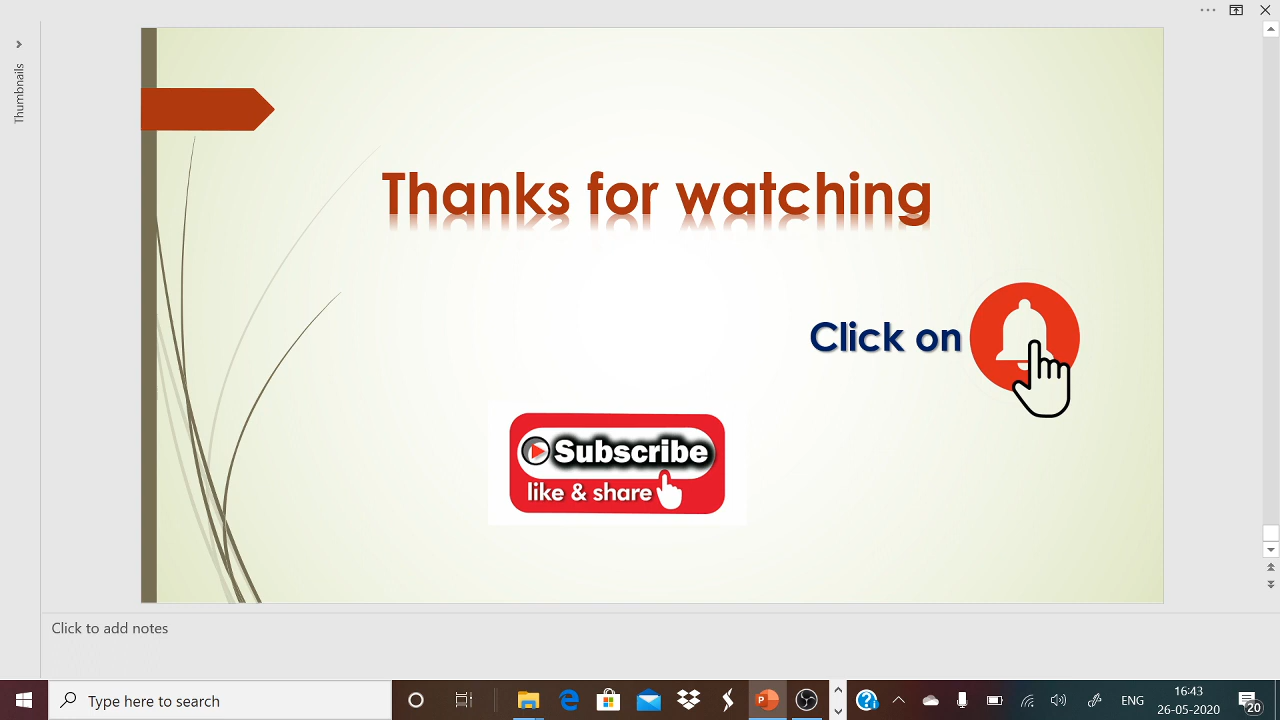 Thumbnails
Thanks for watching
Click on
Subscribe
like & share
Click to add notes
Type here to search
ENG
16:43
26-05-2020
20